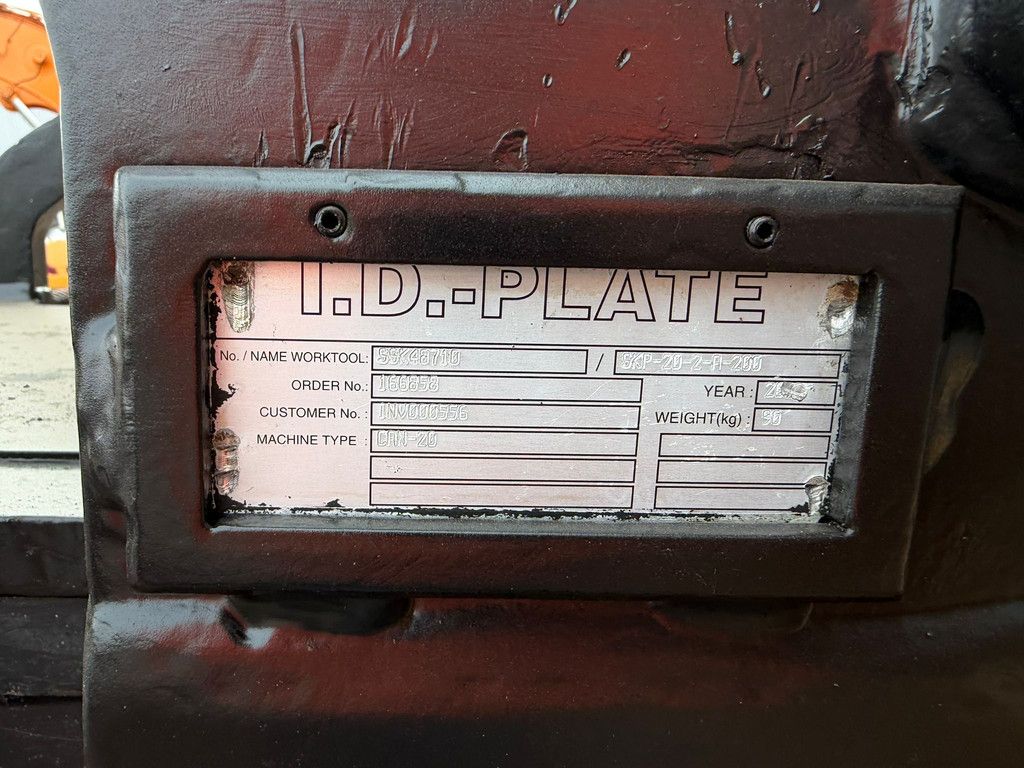 I.D.-PLATE
No. / NAME WORKTOOL: SSK48710 / SKP-20-2-A-200
ORDER No.: 166858 YEAR :
CUSTOMER No. : INV000556 WEIGHT(kg) : 90
MACHINE TYPE : CAN-20